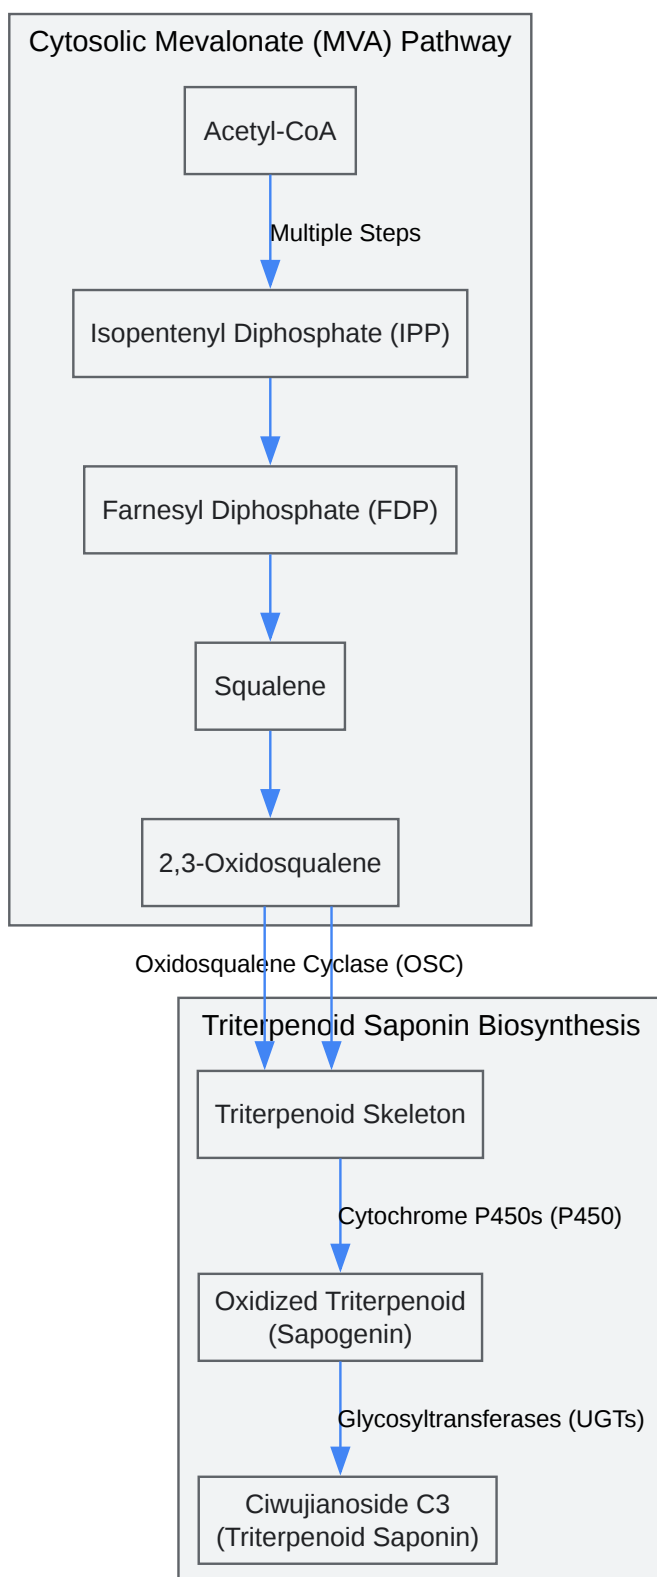 Cytosolic Mevalonate (MVA) Pathway
Acetyl-CoA
Multiple Steps
Isopentenyl Diphosphate (IPP)
Farnesyl Diphosphate (FDP)
Squalene
2,3-Oxidosqualene
Oxidosqualene Cyclase (OSC)
Triterpenoid Saponin Biosynthesis
Triterpenoid Skeleton
Cytochrome P450s (P450)
Oxidized Triterpenoid
(Sapogenin)
Glycosyltransferases (UGTs)
Ciwujianoside C3
(Triterpenoid Saponin)